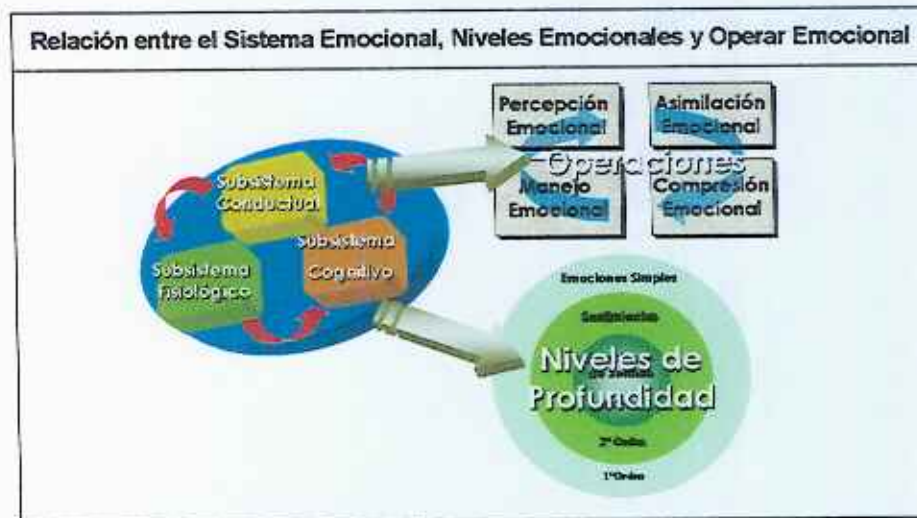 Relación entre el Sistema Emocional, Niveles Emocionales y Operar Emocional
Percepción
Emocional
Asimilación
Emocional
Operaciones
Manejo
Emocional
Compresión
Emocional
Subsistema
Conductual
Subsistema
Cognitivo
Subsistema
Fisiológico
Emociones Simples
Sentimientos
Niveles de
Profundidad
2º Orden
1º Orden